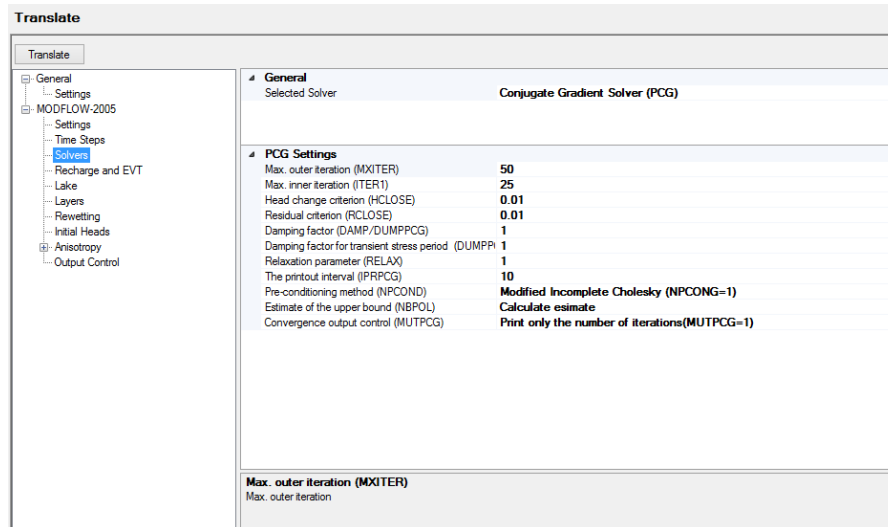 Translate
Translate
General
Settings
MODFLOW-2005
Settings
Time Steps
Solvers
Recharge and EVT
Lake
Layers
Rewetting
Initial Heads
Anisotropy
Output Control
General
Selected Solver Conjugate Gradient Solver (PCG)
PCG Settings
Max. outer iteration (MXITER) 50
Max. inner iteration (ITER1) 25
Head change criterion (HCLOSE) 0.01
Residual criterion (RCLOSE) 0.01
Damping factor (DAMP/DUMPPCG) 1
Damping factor for transient stress period (DUMPP( 1
Relaxation parameter (RELAX) 1
The printout interval (IPRPCG) 10
Pre-conditioning method (NPCOND) Modified Incomplete Cholesky (NPCONG=1)
Estimate of the upper bound (NBPOL) Calculate esimate
Convergence output control (MUTPCG) Print only the number of iterations(MUTPCG=1)
Max. outer iteration (MXITER)
Max. outer iteration